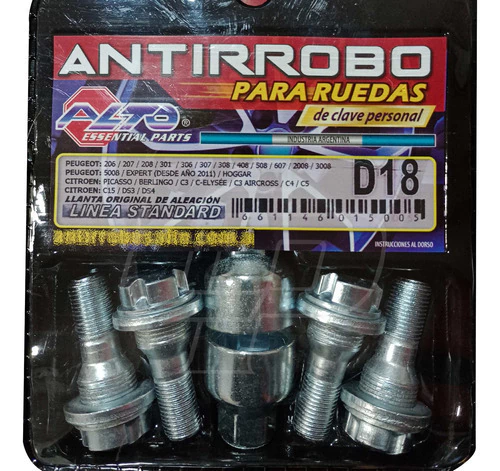 ANTIRROBO
PARA RUEDAS
de clave personal
ALTO®
ESSENTIAL PARTS
INDUSTRIA ARGENTINA
PEUGEOT: 206 / 207 / 208 / 301 / 306 / 307 / 308 / 408 / 508 / 607 / 2008 / 3008
PEUGEOT: 5008 / EXPERT (DESDE AÑO 2011) / HOGGAR
CITROEN: PICASSO / BERLINGO / C3 / C-ELYSÉE / C3 AIRCROSS / C4 / C5
CITROEN: C15 / DS3 / DS4
D18
LLANTA ORIGINAL DE ALEACIÓN
LINEA STANDARD
661146015005
INSTRUCCIONES AL DORSO